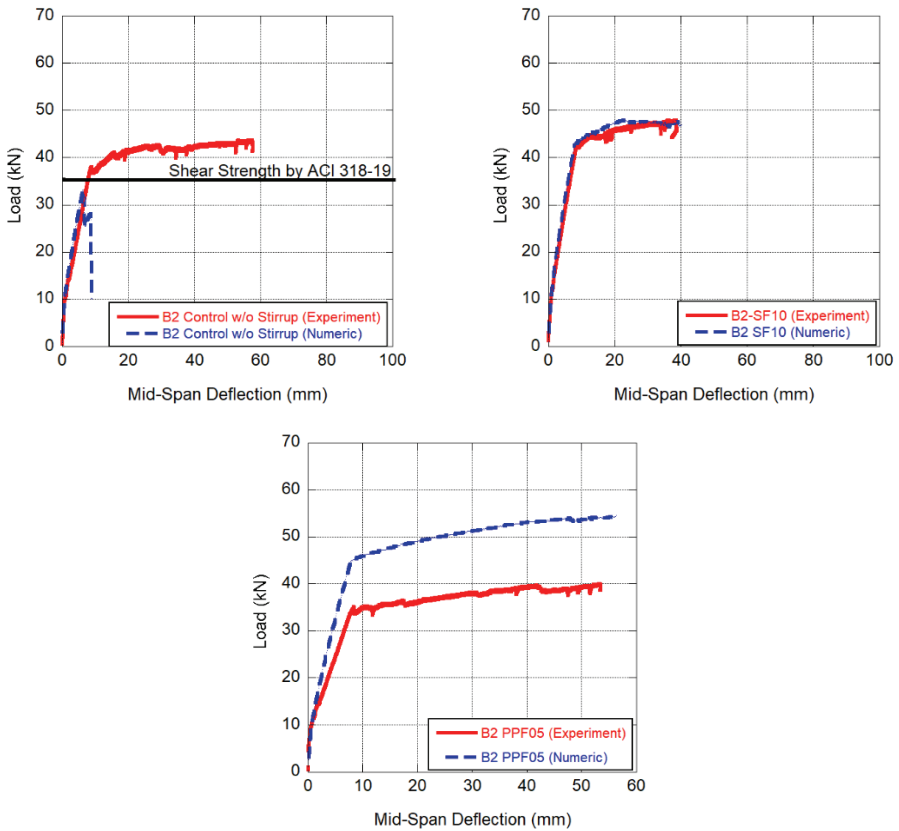 70
60
50
40
30
20
10
0
Load (kN)
Shear Strength by ACI 318-19
B2 Control w/o Stirrup (Experiment)
B2 Control w/o Stirrup (Numeric)
0 20 40 60 80 100
Mid-Span Deflection (mm)
70
60
50
40
30
20
10
0
Load (kN)
B2-SF10 (Experiment)
B2 SF10 (Numeric)
0 20 40 60 80 100
Mid-Span Deflection (mm)
70
60
50
40
30
20
10
0
Load (kN)
B2 PPF05 (Experiment)
B2 PPF05 (Numeric)
0 10 20 30 40 50 60
Mid-Span Deflection (mm)